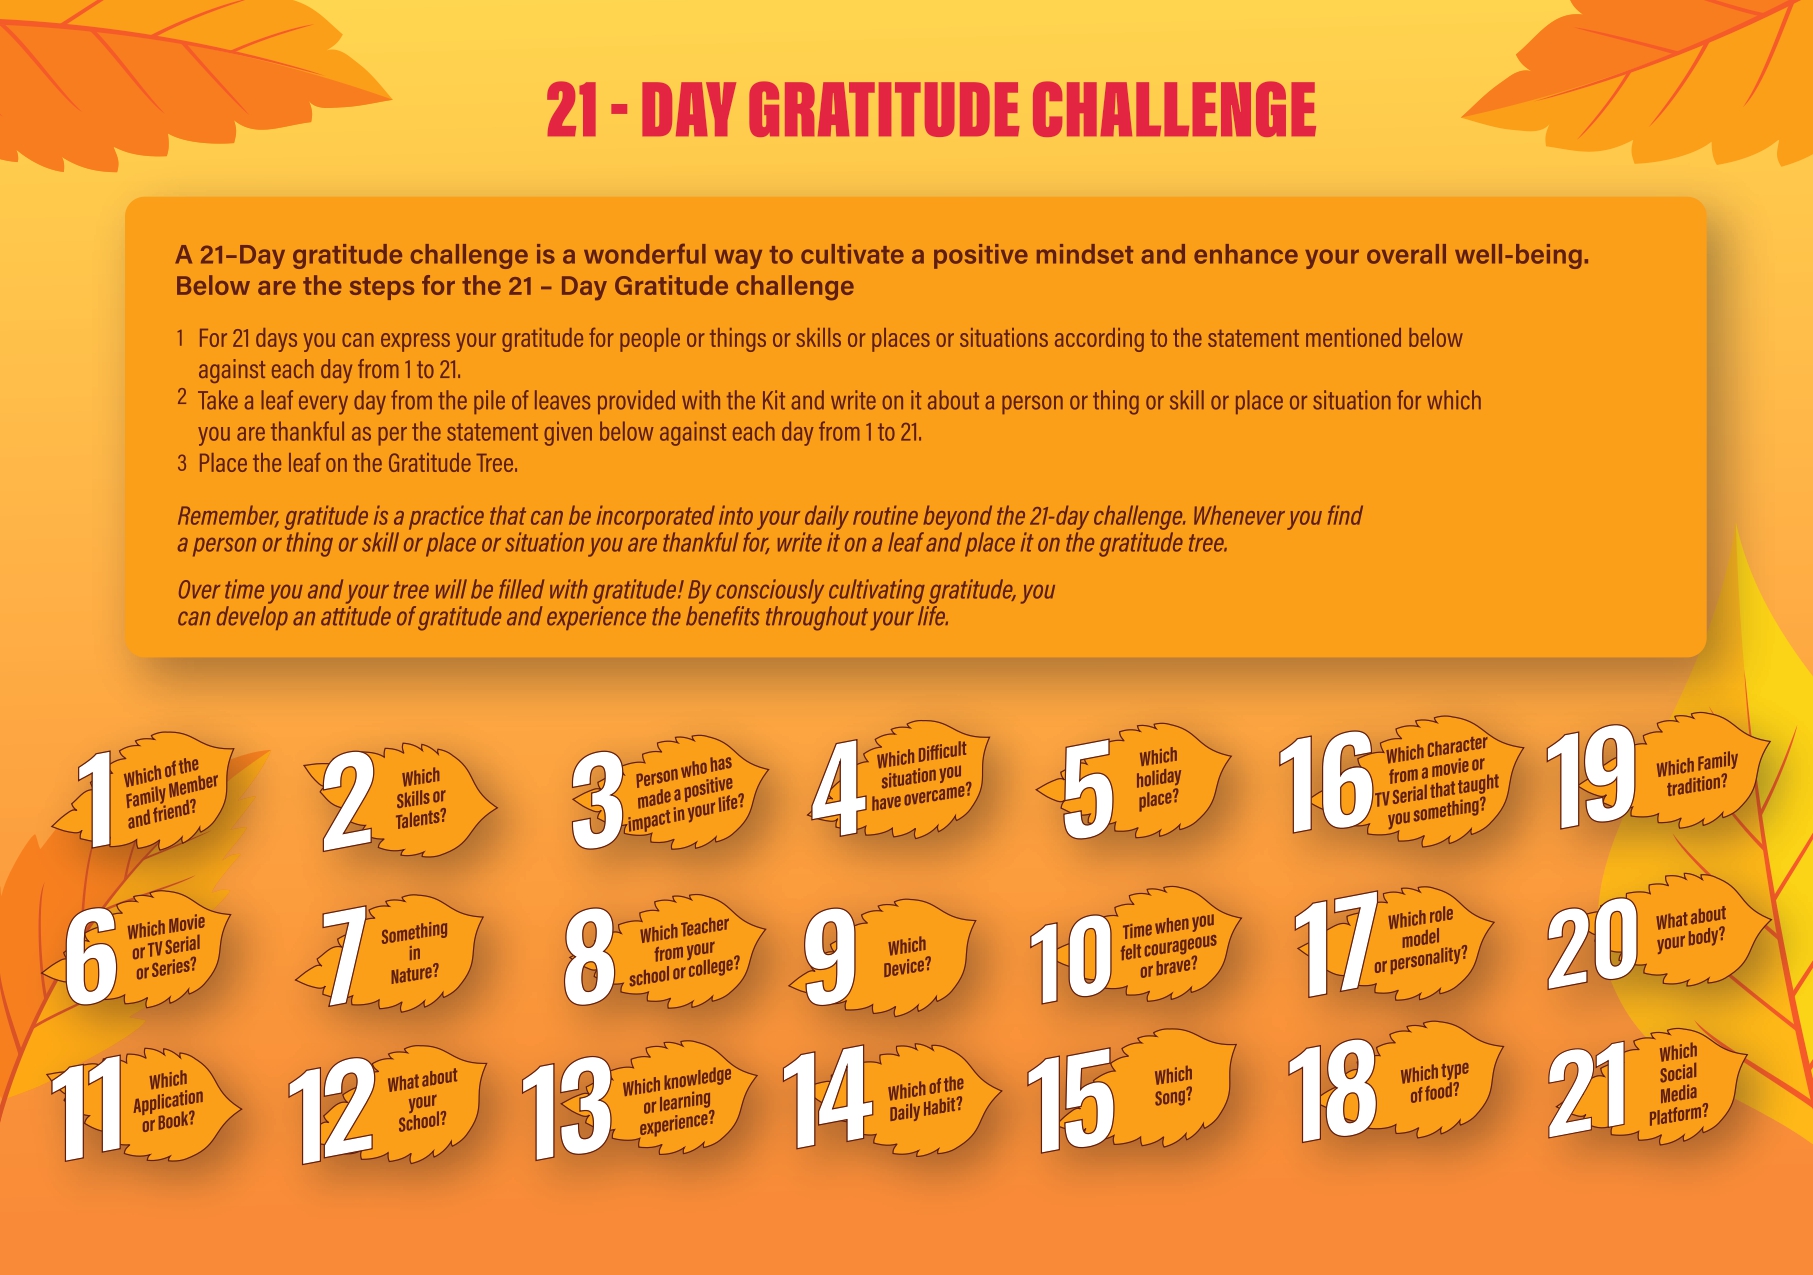 21 - DAY GRATITUDE CHALLENGE
A 21–Day gratitude challenge is a wonderful way to cultivate a positive mindset and enhance your overall well-being.
Below are the steps for the 21 – Day Gratitude challenge
1 For 21 days you can express your gratitude for people or things or skills or places or situations according to the statement mentioned below
against each day from 1 to 21.
2 Take a leaf every day from the pile of leaves provided with the Kit and write on it about a person or thing or skill or place or situation for which
you are thankful as per the statement given below against each day from 1 to 21.
3 Place the leaf on the Gratitude Tree.
Remember, gratitude is a practice that can be incorporated into your daily routine beyond the 21-day challenge. Whenever you find
a person or thing or skill or place or situation you are thankful for, write it on a leaf and place it on the gratitude tree.
Over time you and your tree will be filled with gratitude! By consciously cultivating gratitude, you
can develop an attitude of gratitude and experience the benefits throughout your life.
1
Which of the
Family Member
and friend?
2
Which
Skills or
Talents?
3
Person who has
made a positive
impact in your life?
4
Which Difficult
situation you
have overcame?
5
Which
holiday
place?
16
Which Character
from a movie or
TV Serial that taught
you something?
19
Which Family
tradition?
6
Which Movie
or TV Serial
or Series?
7
Something
in
Nature?
8
Which Teacher
from your
school or college?
9
Which
Device?
10
Time when you
felt courageous
or brave?
17
Which role
model
or personality?
20
What about
your body?
11
Which
Application
or Book?
12
What about
your
School?
13
Which knowledge
or learning
experience?
14
Which of the
Daily Habit?
15
Which
Song?
18
Which type
of food?
21
Which
Social
Media
Platform?